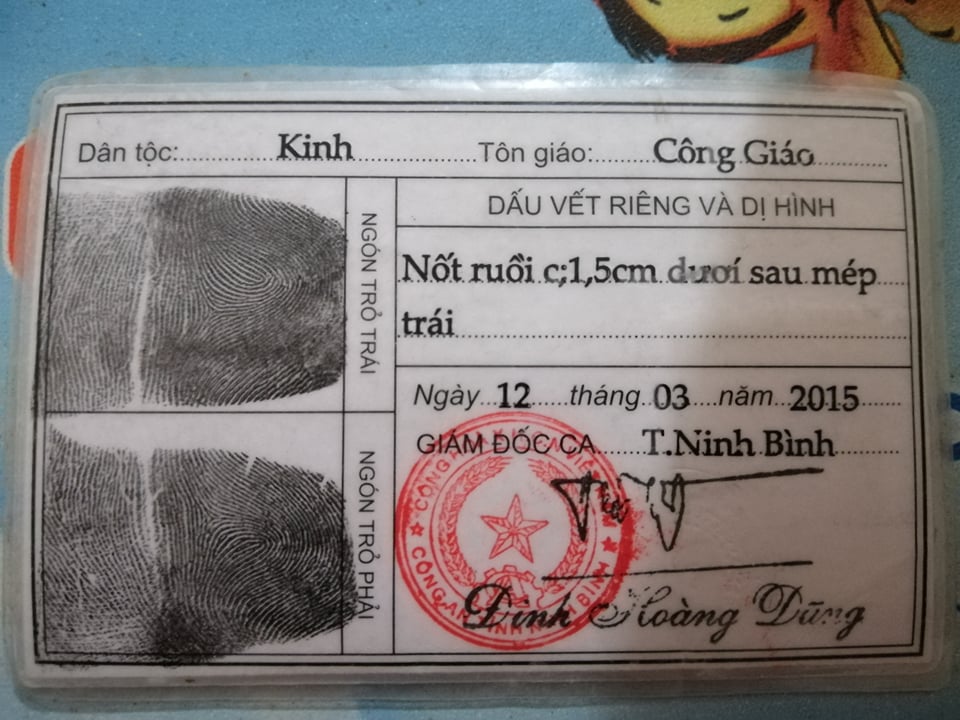 Dân tộc: Kinh Tôn giáo: Công Giáo
DẤU VẾT RIÊNG VÀ DỊ HÌNH
NGÓN TRỎ TRÁI
Nốt ruồi c;1,5cm dưới sau mép
trái
Ngày 12 tháng 03 năm 2015
GIÁM ĐỐC CA T.Ninh Bình
NGÓN TRỎ PHẢI
CÔNG AN TỈNH NINH BÌNH
Đinh Hoàng Dũng